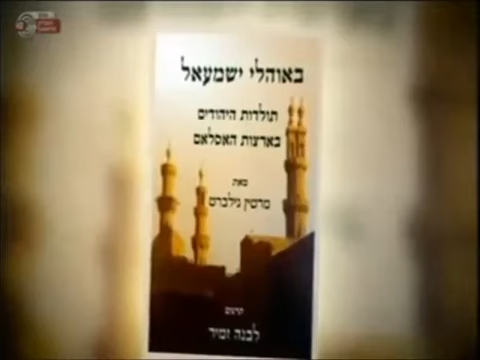 באוהלי ישמעאל
תולדות היהודים
בארצות האסלאם
מאת
מרטין גילברט
תרגום
לבנה זמיר